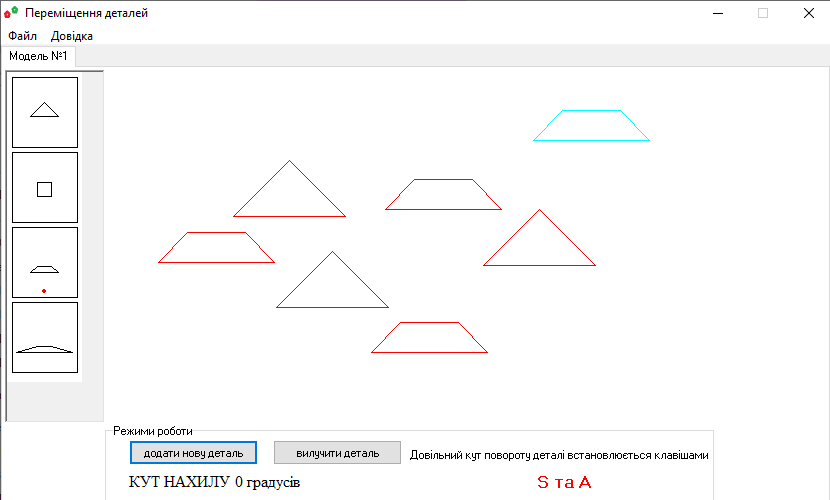 Переміщення деталей
Файл Довідка
Модель №1
Режими роботи
додати нову деталь вилучити деталь Довільний кут повороту деталі встановлюється клавішами
КУТ НАХИЛУ 0 градусів S та A